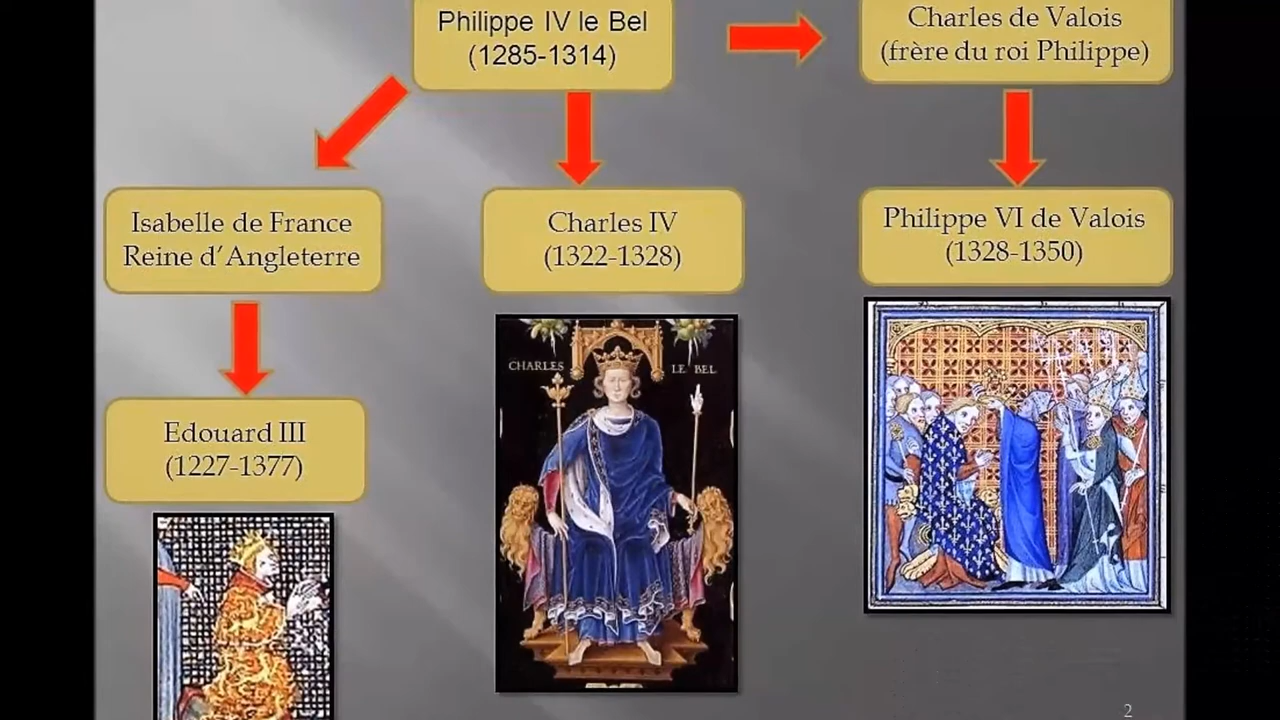 Philippe IV le Bel
(1285-1314)
Charles de Valois
(frère du roi Philippe)
Isabelle de France
Reine d'Angleterre
Charles IV
(1322-1328)
Philippe VI de Valois
(1328-1350)
CHARLES LE BEL
Edouard III
(1227-1377)
2